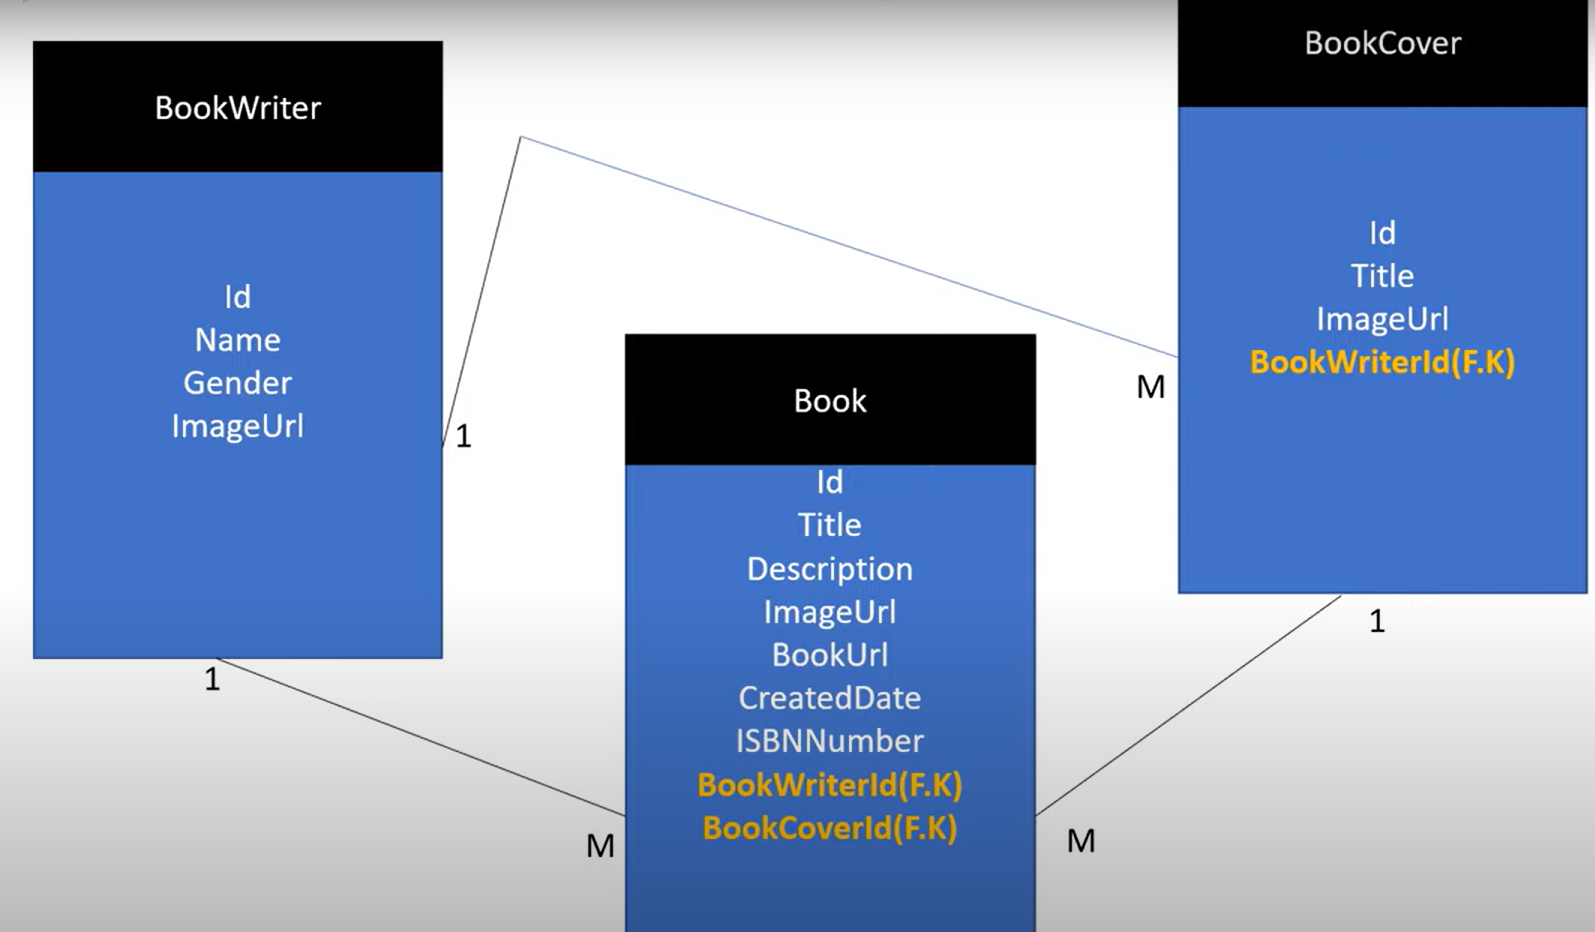 BookWriter
Id
Name
Gender
ImageUrl
1
1
BookCover
Id
Title
ImageUrl
BookWriterId(F.K)
M
1
Book
Id
Title
Description
ImageUrl
BookUrl
CreatedDate
ISBNNumber
BookWriterId(F.K)
BookCoverId(F.K)
M
M